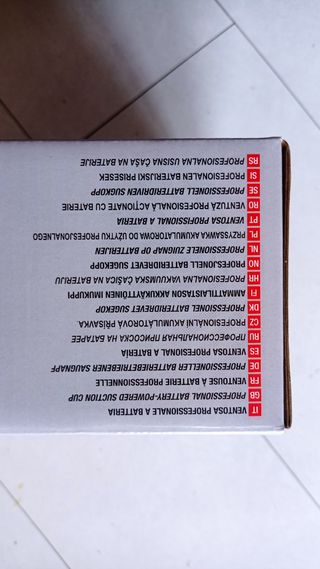 IT VENTOSA PROFESSIONALE A BATTERIA
GB PROFESSIONAL BATTERY-POWERED SUCTION CUP
FR VENTOUSE À BATTERIE PROFESSIONNELLE
DE PROFESSIONELLER BATTERIEBETRIEBENER SAUGNAPF
ES VENTOSA PROFESIONAL A BATERÍA
RU ПРОФЕССИОНАЛЬНАЯ ПРИСОСКА НА БАТАРЕЕ
CZ PROFESIONÁLNÍ AKUMULÁTOROVÁ PŘÍSAVKA
DK PROFESSIONEL BATTERIDREVET SUGEKOP
FI AMMATTILAISTASON AKKUKÄYTTÖINEN IMUKUPPI
HR PROFESIONALNA VAKUUMSKA ČAŠICA NA BATERIJU
NO PROFESJONELL BATTERIDREVET SUGEKOPP
NL PROFESSIONELE ZUIGNAP OP BATTERIJEN
PL PRZYSSAWKA AKUMULATOROWA DO UŻYTKU PROFESJONALNEGO
PT VENTOSA PROFISSIONAL A BATERIA
RO VENTUZĂ PROFESIONALĂ ACȚIONATĂ CU BATERIE
SE PROFESSIONELL BATTERIDRIVEN SUGKOPP
SI PROFESIONALEN BATERIJSKI PRISESEK
RS PROFESIONALNA USISNA ČAŠA NA BATERIJE